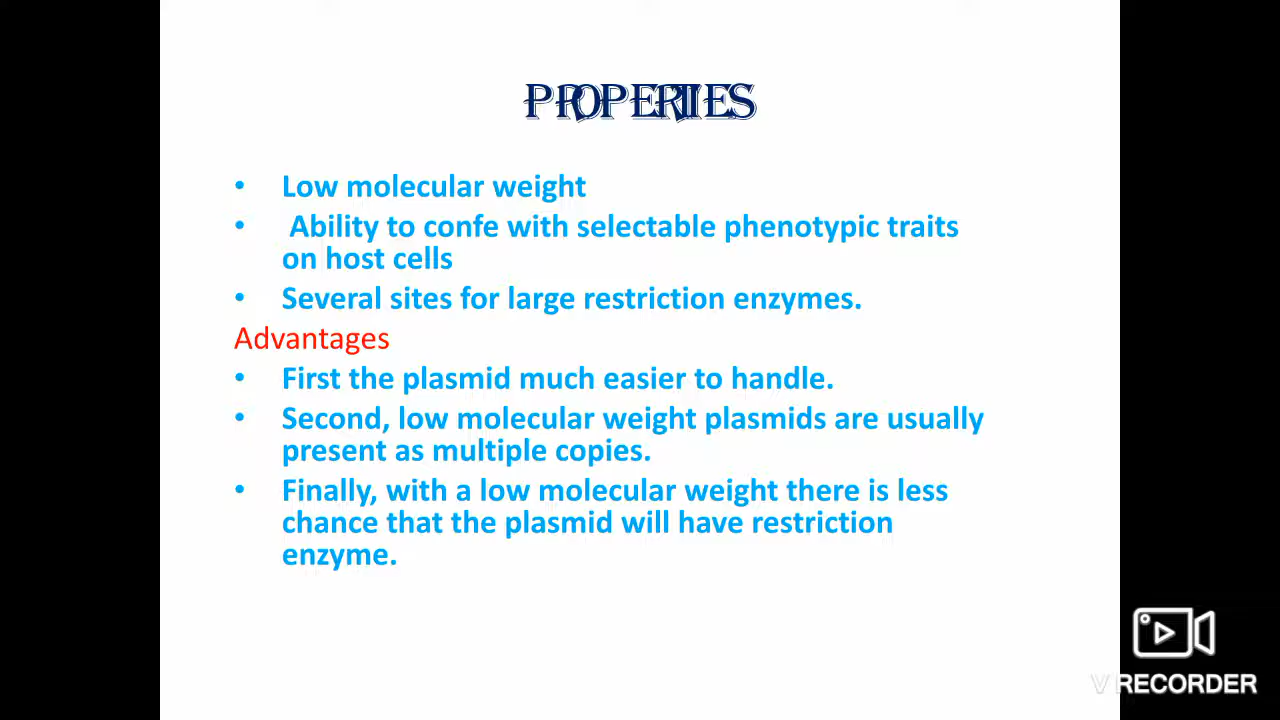 PROPERTIES
• Low molecular weight
• Ability to confe with selectable phenotypic traits
on host cells
• Several sites for large restriction enzymes.
Advantages
• First the plasmid much easier to handle.
• Second, low molecular weight plasmids are usually
present as multiple copies.
• Finally, with a low molecular weight there is less
chance that the plasmid will have restriction
enzyme.
V RECORDER